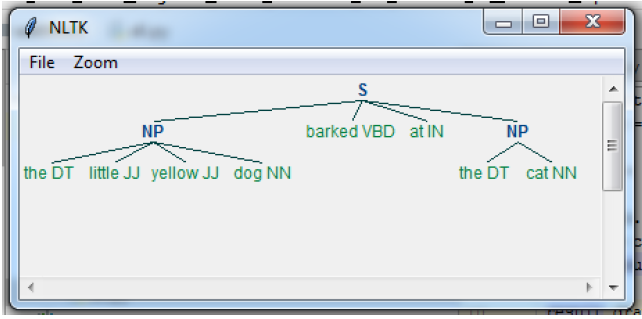 NLTK
File Zoom
S
NP barked VBD at IN NP
the DT little JJ yellow JJ dog NN the DT cat NN